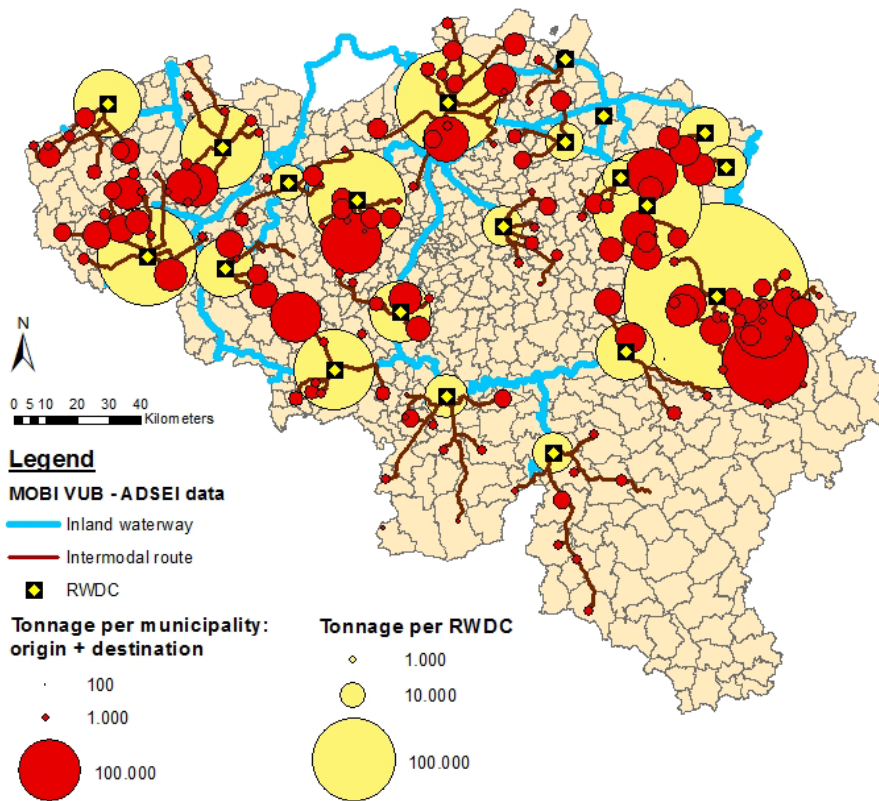 N
0 5 10 20 30 40
Kilometers
Legend
MOBI VUB - ADSEI data
Inland waterway
Intermodal route
RWDC
Tonnage per municipality:
origin + destination
100
1.000
100.000
Tonnage per RWDC
1.000
10.000
100.000